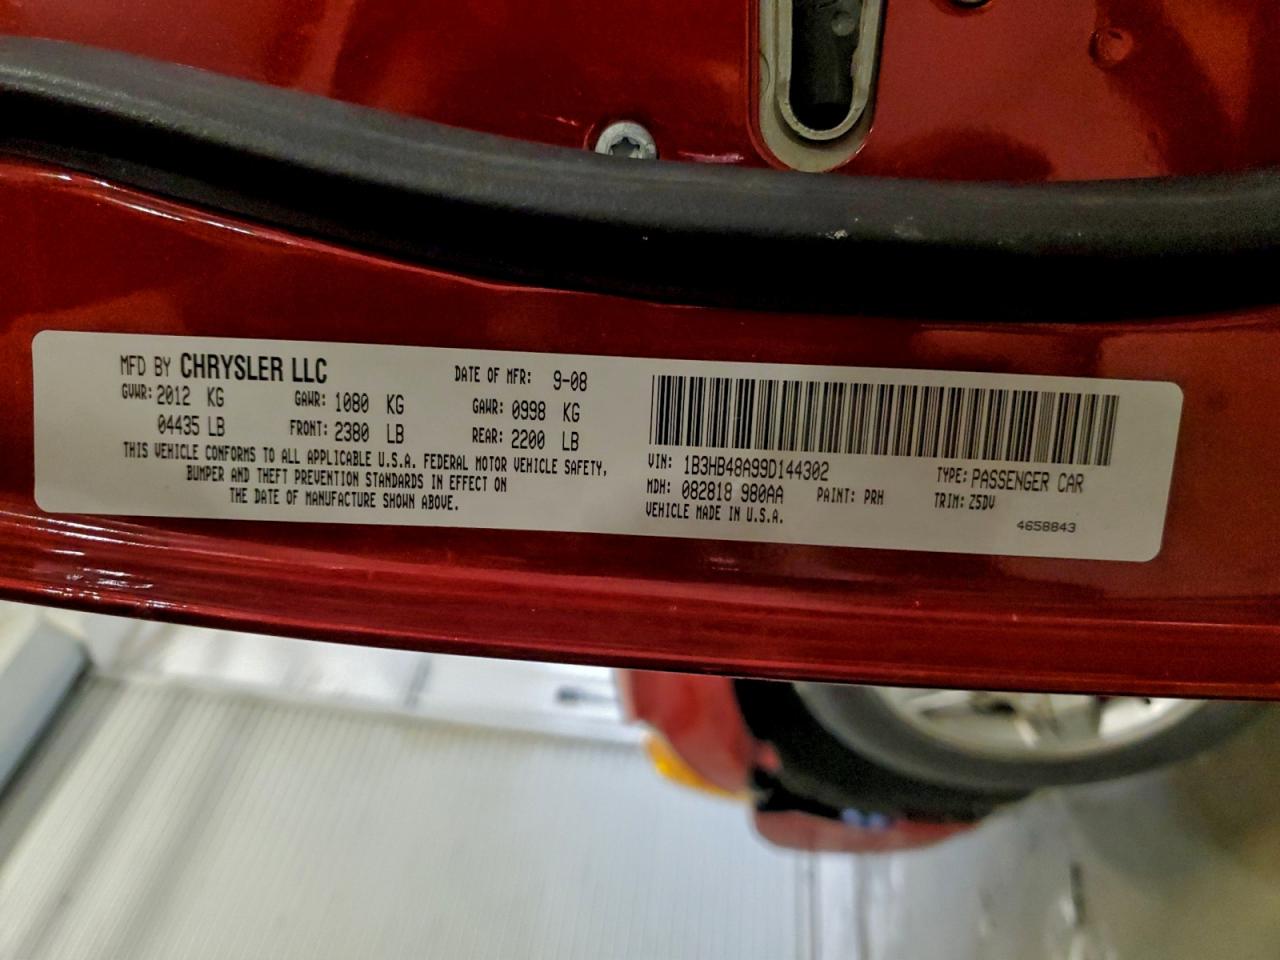 MFD BY CHRYSLER LLC DATE OF MFR: 9-08
GVWR: 2012 KG GAWR: 1080 KG GAWR: 0998 KG
04435 LB FRONT: 2380 LB REAR: 2200 LB
THIS VEHICLE CONFORMS TO ALL APPLICABLE U.S.A. FEDERAL MOTOR VEHICLE SAFETY,
BUMPER AND THEFT PREVENTION STANDARDS IN EFFECT ON
THE DATE OF MANUFACTURE SHOWN ABOVE.
VIN: 1B3HB48A99D144302 TYPE: PASSENGER CAR
MDH: 082818 980AA PAINT: PRH TRIM: Z5DV
VEHICLE MADE IN U.S.A.
4658843